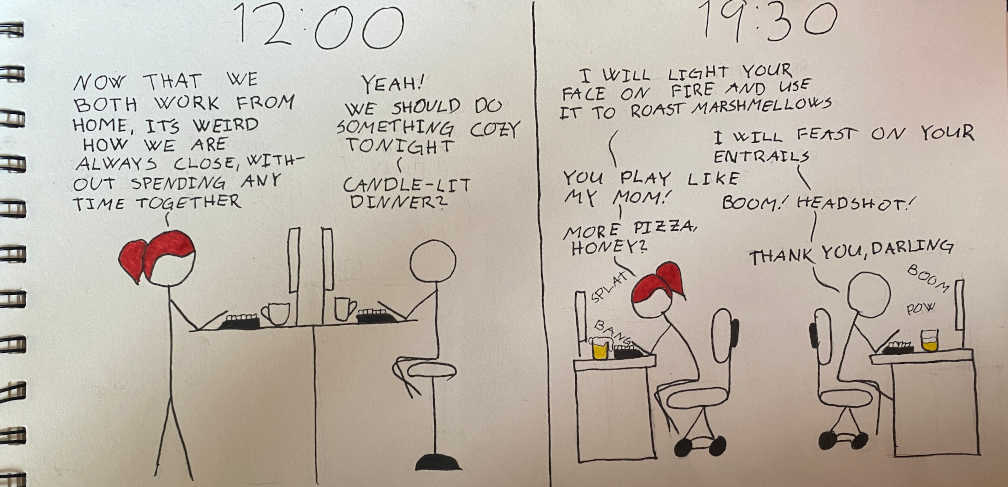 12:00
NOW THAT WE
BOTH WORK FROM
HOME, IT'S WEIRD
HOW WE ARE
ALWAYS CLOSE, WITH-
OUT SPENDING ANY
TIME TOGETHER
YEAH!
WE SHOULD DO
SOMETHING COZY
TONIGHT
CANDLE-LIT
DINNER?
19:30
I WILL LIGHT YOUR
FACE ON FIRE AND USE
IT TO ROAST MARSHMELLOWS
I WILL FEAST ON YOUR
ENTRAILS
YOU PLAY LIKE
MY MOM!
BOOM! HEADSHOT!
MORE PIZZA,
HONEY?
THANK YOU, DARLING
SPLAT
BANG
BOOM
POW